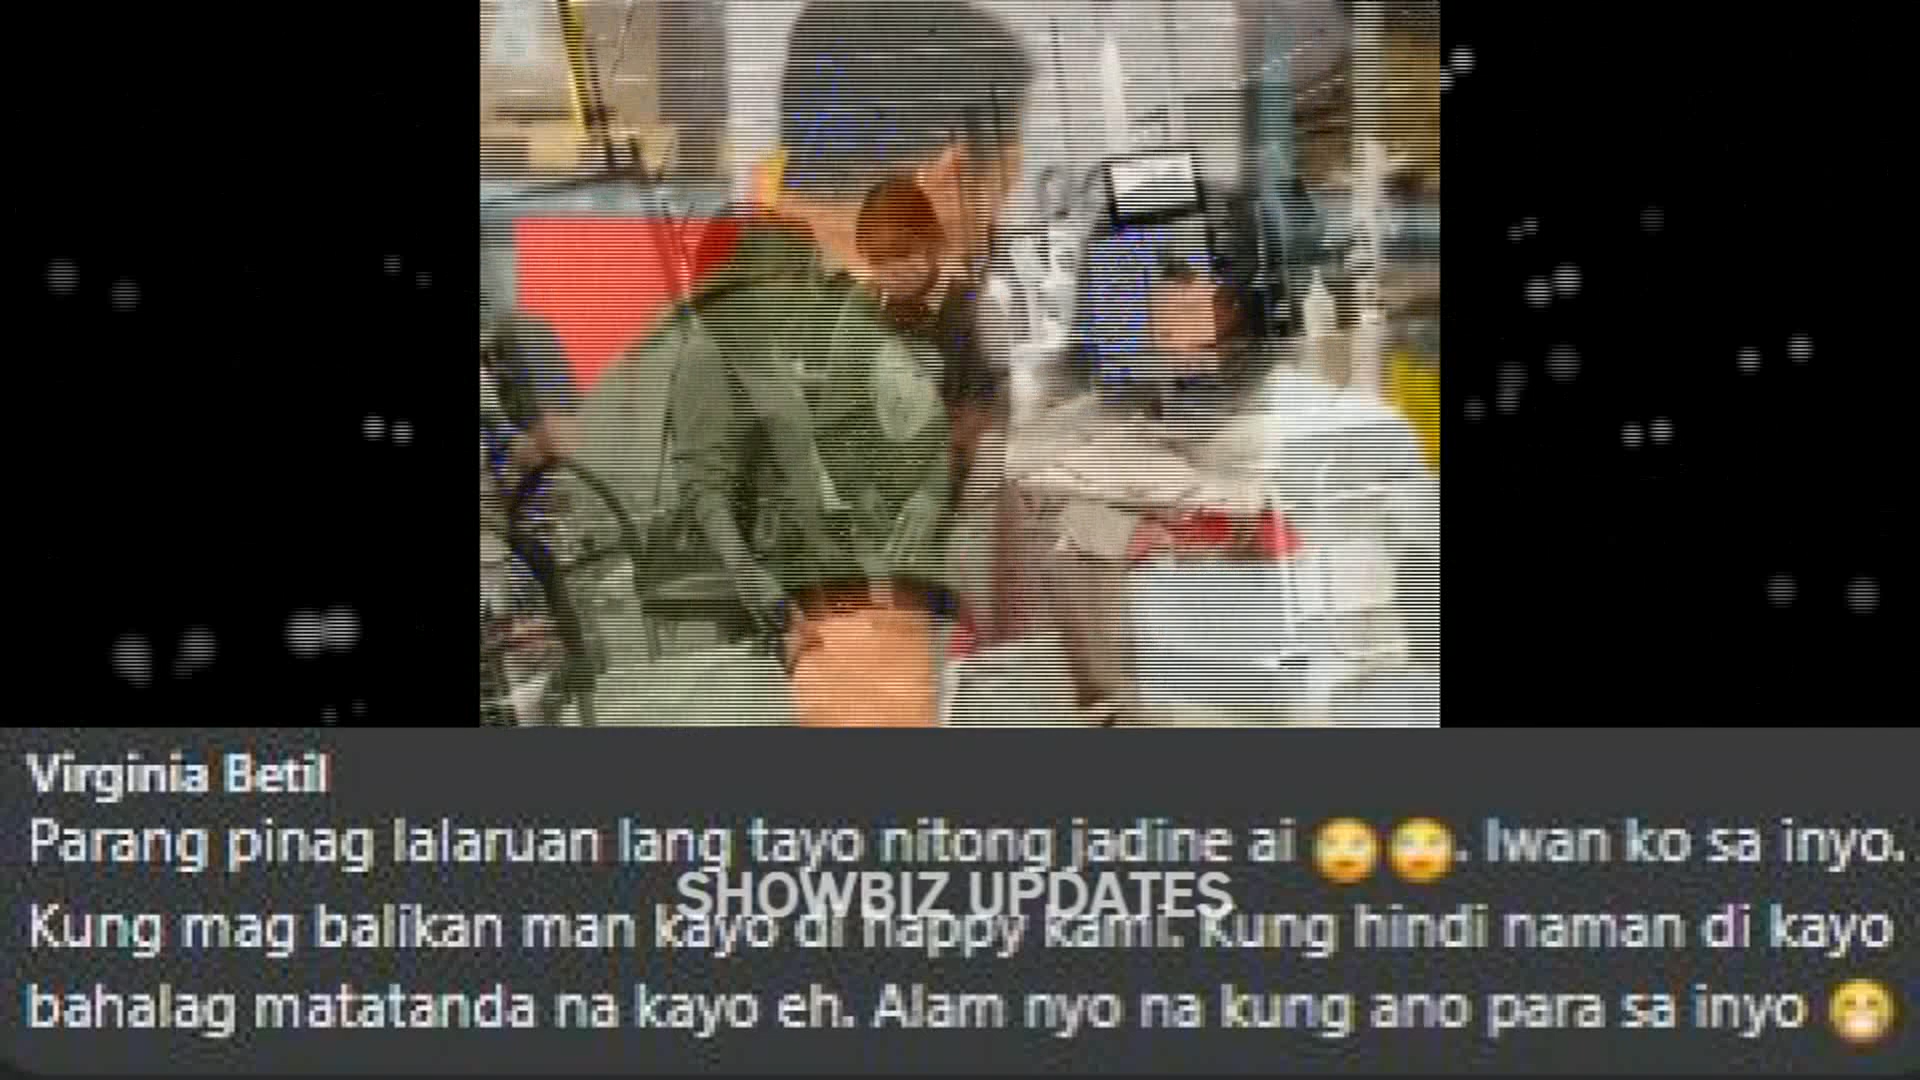 Virginia Betil
Parang pinag lalaruan lang tayo nitong jadine ai 🙄🙄. Iwan ko sa inyo.
SHOWBIZ UPDATES
Kung mag balikan man kayo di happy kami. Kung hindi naman di kayo
bahalag matatanda na kayo eh. Alam nyo na kung ano para sa inyo 😁